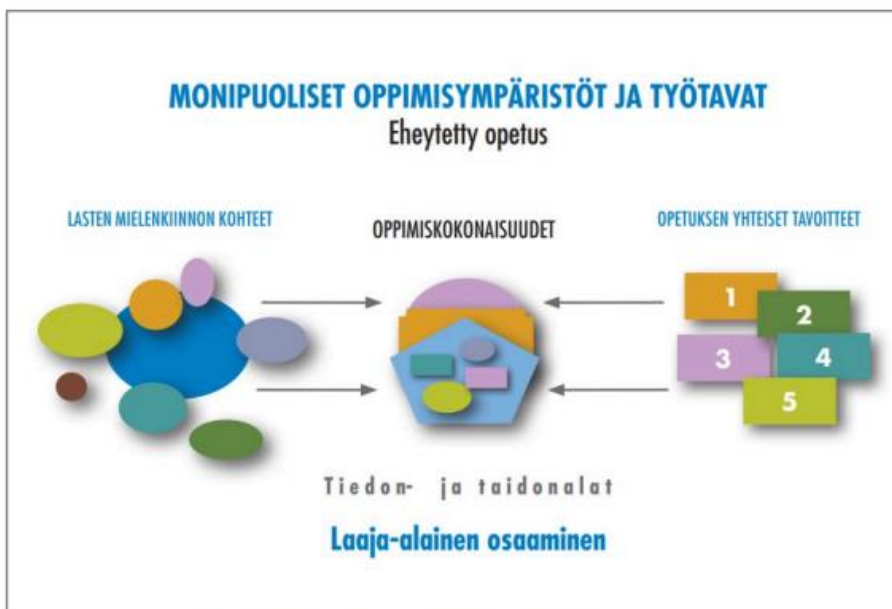 MONIPUOLISET OPPIMISYMPÄRISTÖT JA TYÖTAVAT
Eheytetty opetus
LASTEN MIELENKIINNON KOHTEET
OPPIMISKOKONAISUUDET
OPETUKSEN YHTEISET TAVOITTEET
1
2
3
4
5
Tiedon- ja taidonalat
Laaja-alainen osaaminen